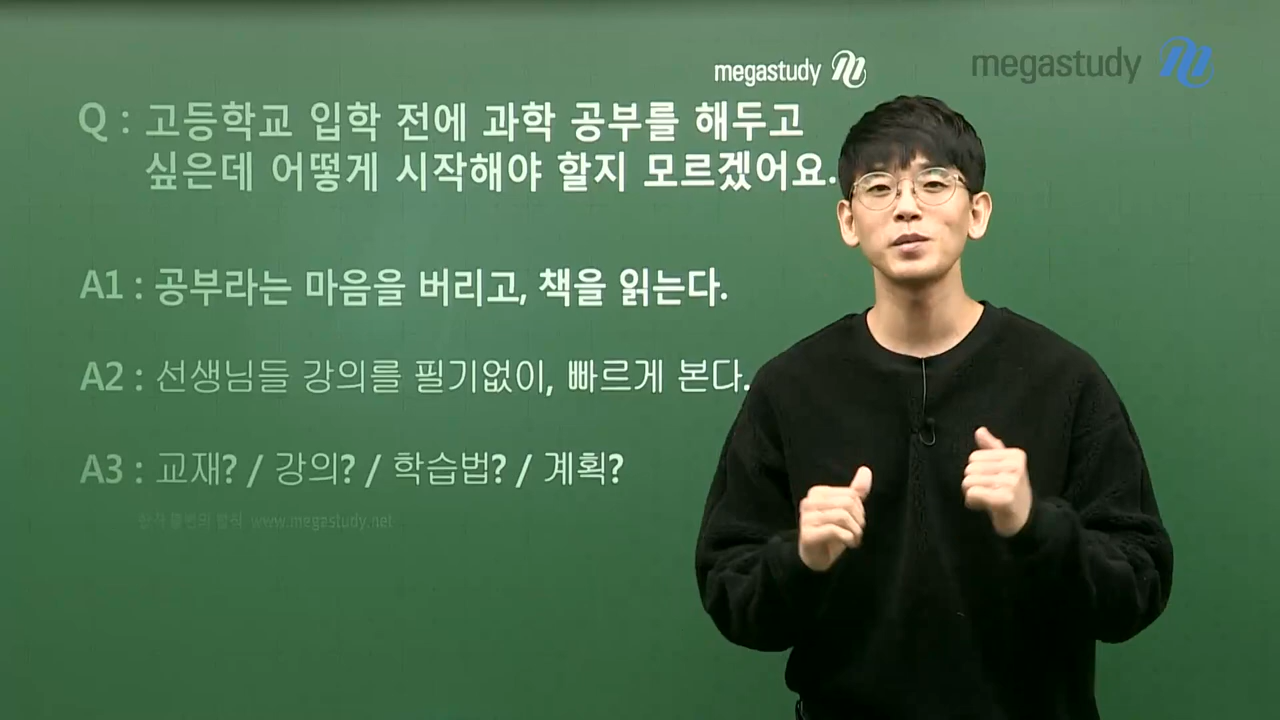 megastudy
megastudy
Q : 고등학교 입학 전에 과학 공부를 해두고
싶은데 어떻게 시작해야 할지 모르겠어요.
A1 : 공부라는 마음을 버리고, 책을 읽는다.
A2 : 선생님들 강의를 필기없이, 빠르게 본다.
A3 : 교재? / 강의? / 학습법? / 계획?
www.megastudy.net